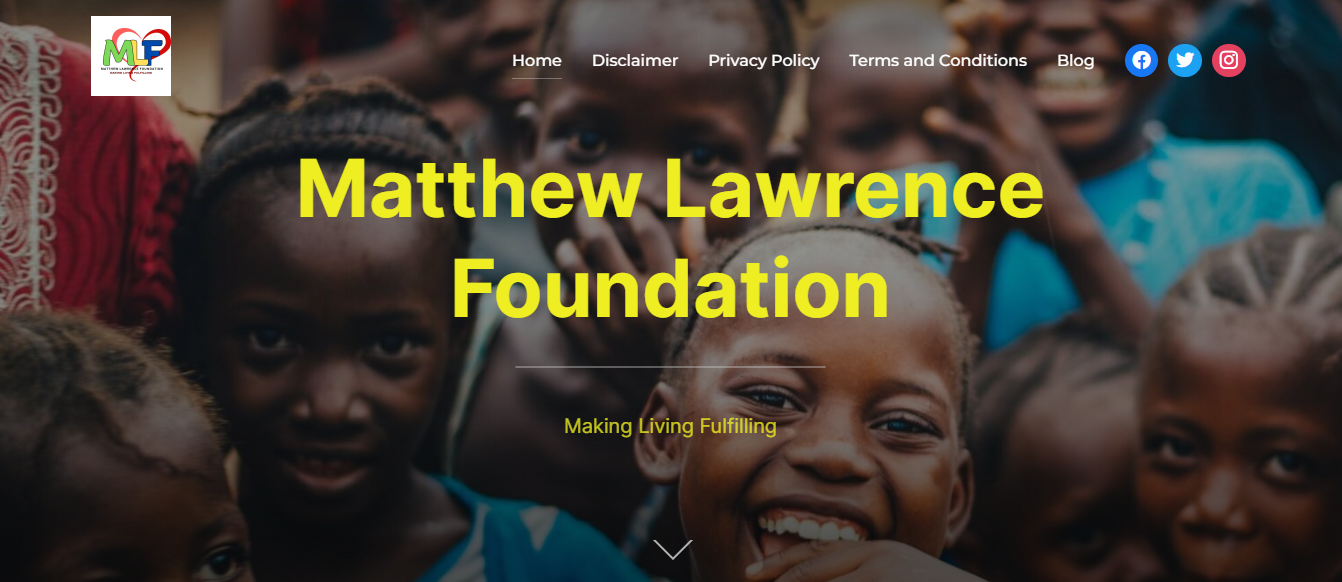 MLF
MATTHEW LAWRENCE FOUNDATION
MAKING LIVING FULFILLING
Home Disclaimer Privacy Policy Terms and Conditions Blog
Matthew Lawrence
Foundation
Making Living Fulfilling